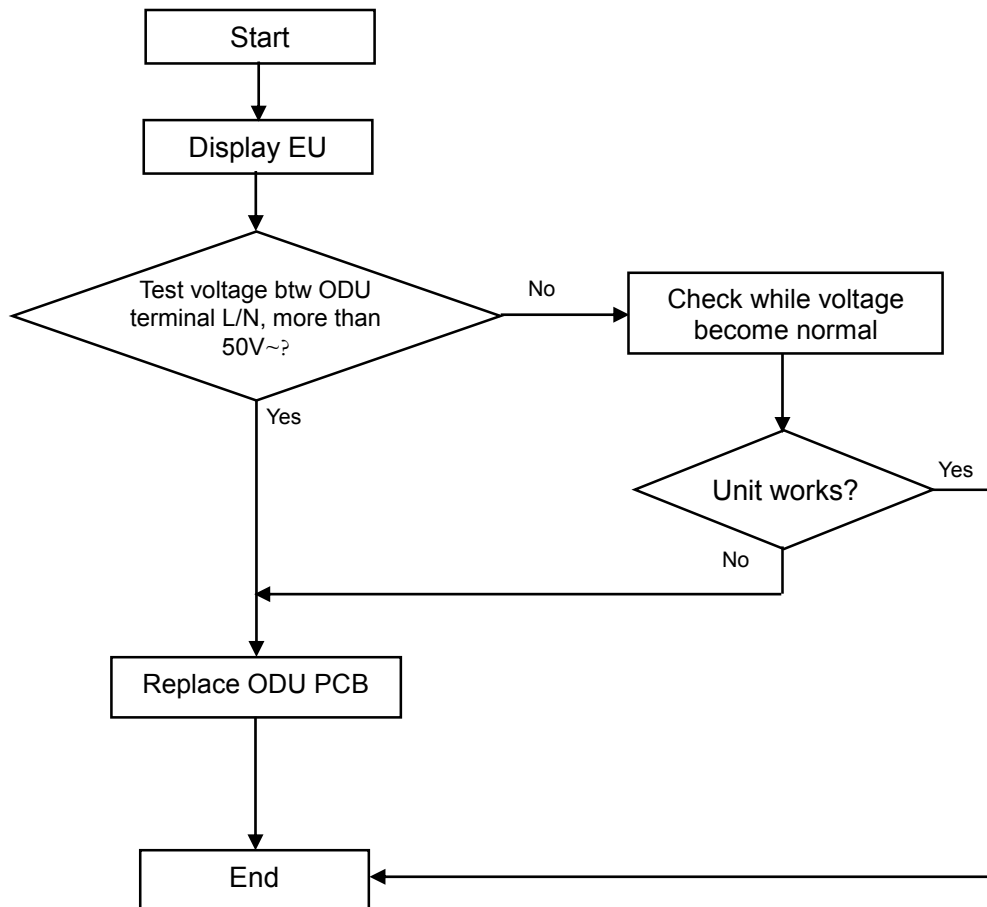 Start
Display EU
Test voltage btw ODU
terminal L/N, more than
50V~?
No
Check while voltage
become normal
Yes
Unit works?
Yes
No
Replace ODU PCB
End